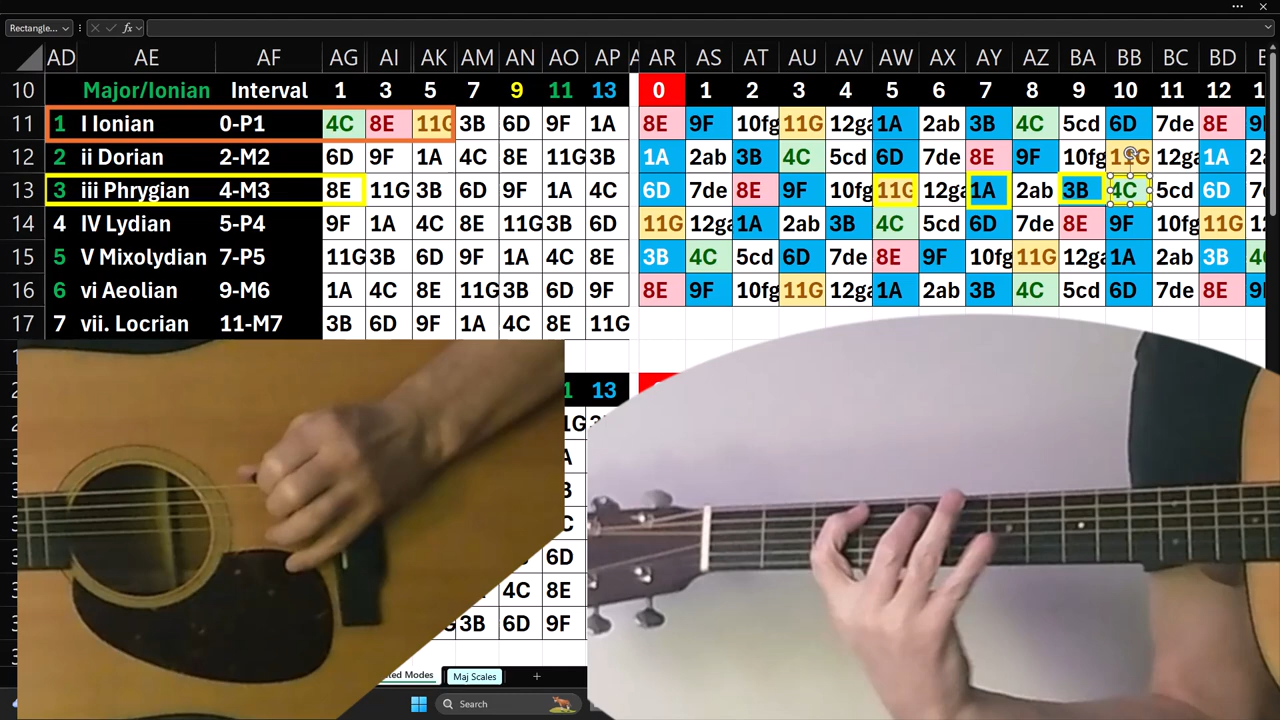 Rectangle...
fx
AD AE AF AG AI AK AM AN AO AP AR AS AT AU AV AW AX AY AZ BA BB BC BD
10 Major/Ionian Interval 1 3 5 7 9 11 13 0 1 2 3 4 5 6 7 8 9 10 11 12
11 1 I Ionian 0-P1 4C 8E 11G 3B 6D 9F 1A 8E 9F 10fg 11G 12ga 1A 2ab 3B 4C 5cd 6D 7de 8E
12 2 ii Dorian 2-M2 6D 9F 1A 4C 8E 11G 3B 1A 2ab 3B 4C 5cd 6D 7de 8E 9F 10fg 11G 12ga 1A
13 3 iii Phrygian 4-M3 8E 11G 3B 6D 9F 1A 4C 6D 7de 8E 9F 10fg 11G 12ga 1A 2ab 3B 4C 5cd 6D
14 4 IV Lydian 5-P4 9F 1A 4C 8E 11G 3B 6D 11G 12ga 1A 2ab 3B 4C 5cd 6D 7de 8E 9F 10fg 11G
15 5 V Mixolydian 7-P5 11G 3B 6D 9F 1A 4C 8E 3B 4C 5cd 6D 7de 8E 9F 10fg 11G 12ga 1A 2ab 3B
16 6 vi Aeolian 9-M6 1A 4C 8E 11G 3B 6D 9F 8E 9F 10fg 11G 12ga 1A 2ab 3B 4C 5cd 6D 7de 8E
17 7 vii. Locrian 11-M7 3B 6D 9F 1A 4C 8E 11G
13
6D
4C 8E
3B 6D 9F
Modes Maj Scales
Search